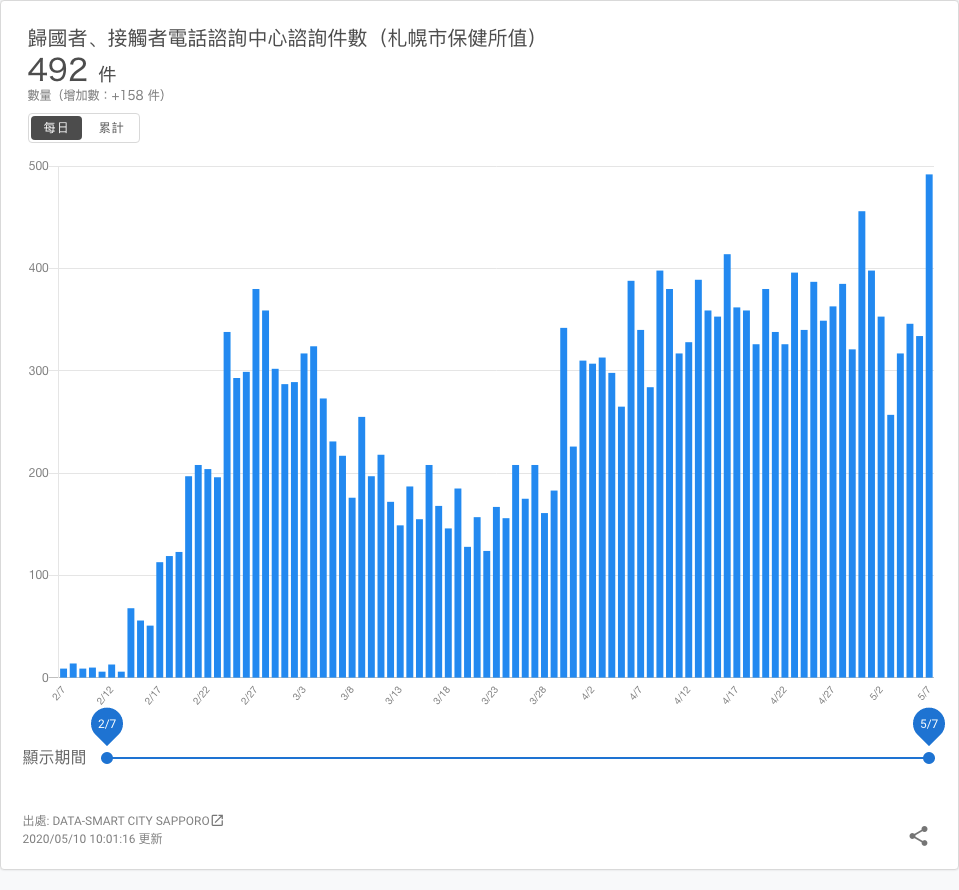 歸國者、接觸者電話諮詢中心諮詢件數（札幌市保健所值）
492 件
數量（增加數：+158 件）
每日 累計
500
400
300
200
100
0
2/7 2/12 2/17 2/22 2/27 3/3 3/8 3/13 3/18 3/23 3/28 4/2 4/7 4/12 4/17 4/22 4/27 5/2 5/7
2/7 5/7
顯示期間
出處: DATA-SMART CITY SAPPORO
2020/05/10 10:01:16 更新